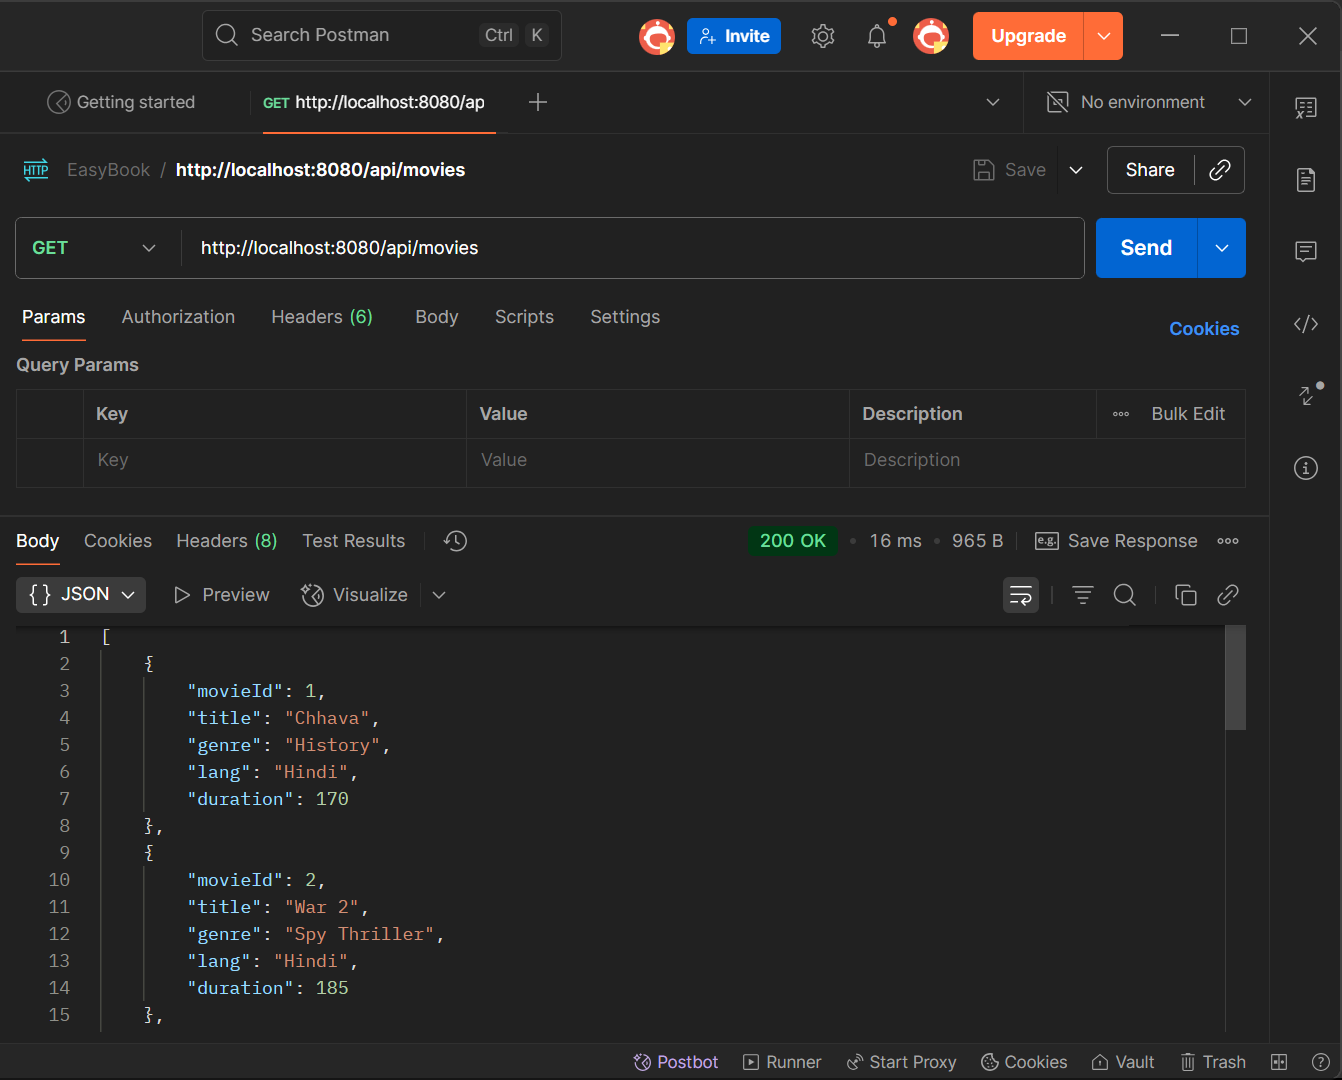 Search Postman Ctrl K Invite Upgrade
Getting started GET http://localhost:8080/ap No environment
HTTP EasyBook / http://localhost:8080/api/movies Save Share
GET http://localhost:8080/api/movies Send
Params Authorization Headers (6) Body Scripts Settings Cookies
Query Params
Key Value Description Bulk Edit
Key Value Description
Body Cookies Headers (8) Test Results 200 OK 16 ms 965 B e.g. Save Response
{} JSON Preview Visualize
1 [
2 {
3 "movieId": 1,
4 "title": "Chhava",
5 "genre": "History",
6 "lang": "Hindi",
7 "duration": 170
8 },
9 {
10 "movieId": 2,
11 "title": "War 2",
12 "genre": "Spy Thriller",
13 "lang": "Hindi",
14 "duration": 185
15 },
Postbot Runner Start Proxy Cookies Vault Trash